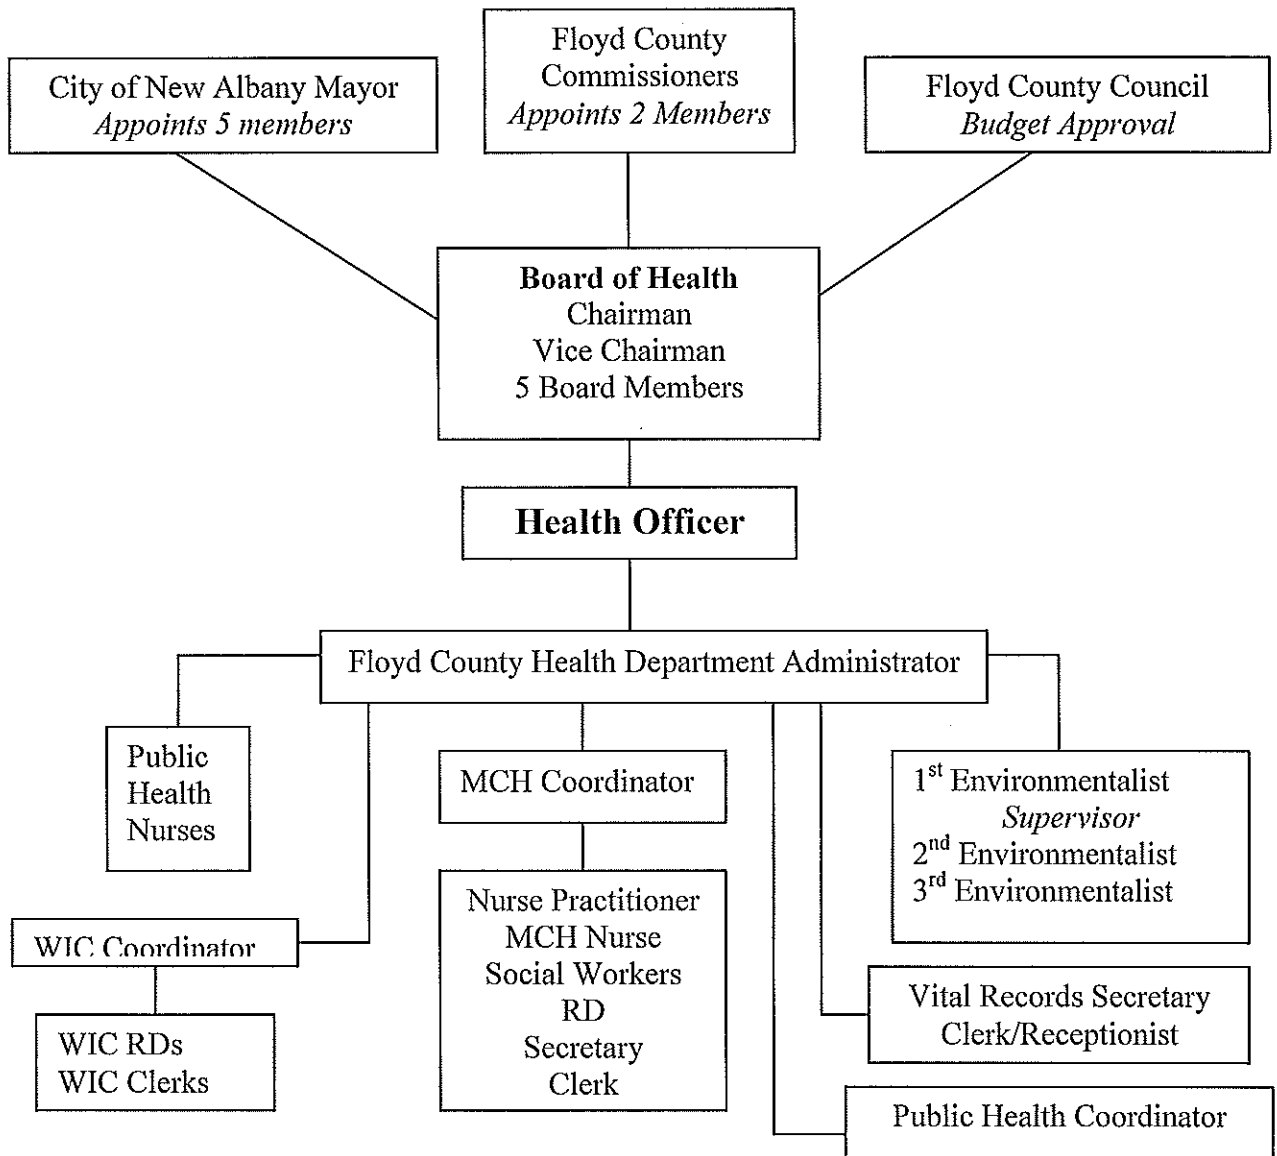 City of New Albany Mayor
Appoints 5 members
Floyd County
Commissioners
Appoints 2 Members
Floyd County Council
Budget Approval
Board of Health
Chairman
Vice Chairman
5 Board Members
Health Officer
Floyd County Health Department Administrator
Public
Health
Nurses
MCH Coordinator
1st Environmentalist
Supervisor
2nd Environmentalist
3rd Environmentalist
WIC Coordinator
Nurse Practitioner
MCH Nurse
Social Workers
RD
Secretary
Clerk
WIC RDs
WIC Clerks
Vital Records Secretary
Clerk/Receptionist
Public Health Coordinator